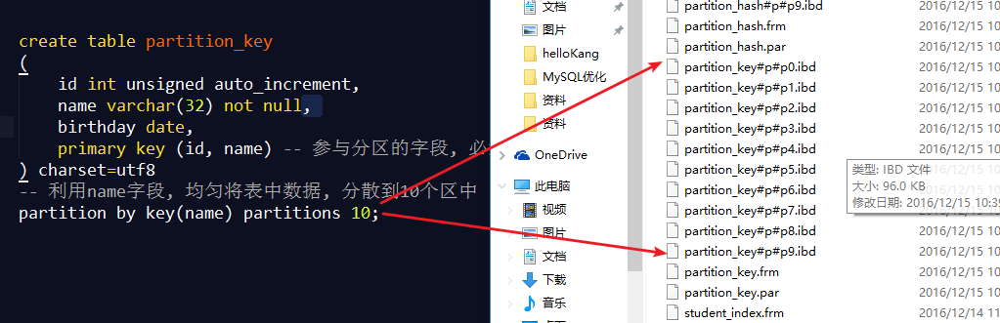 create table partition_key
(
id int unsigned auto_increment,
name varchar(32) not null,
birthday date,
primary key (id, name) -- 参与分区的字段, 必
) charset=utf8
-- 利用name字段, 均匀将表中数据, 分散到10个区中
partition by key(name) partitions 10;
文档
图片
helloKang
MySQL优化
资料
资料
OneDrive
此电脑
视频
图片
文档
下载
音乐
partition_hash#p#p9.ibd 2016/12/15 10
partition_hash.frm 2016/12/15 10
partition_hash.par 2016/12/15 10
partition_key#p#p0.ibd 2016/12/15 10
partition_key#p#p1.ibd 2016/12/15 10
partition_key#p#p2.ibd 2016/12/15 10
partition_key#p#p3.ibd 2016/12/15 10
partition_key#p#p4.ibd 2016/12/15 10
partition_key#p#p5.ibd
partition_key#p#p6.ibd
partition_key#p#p7.ibd
类型: IBD 文件
大小: 96.0 KB
修改日期: 2016/12/15 10:39
partition_key#p#p8.ibd 2016/12/15 10
partition_key#p#p9.ibd 2016/12/15 10
partition_key.frm 2016/12/15 10
partition_key.par 2016/12/15 10
student_index.frm 2016/12/14 11